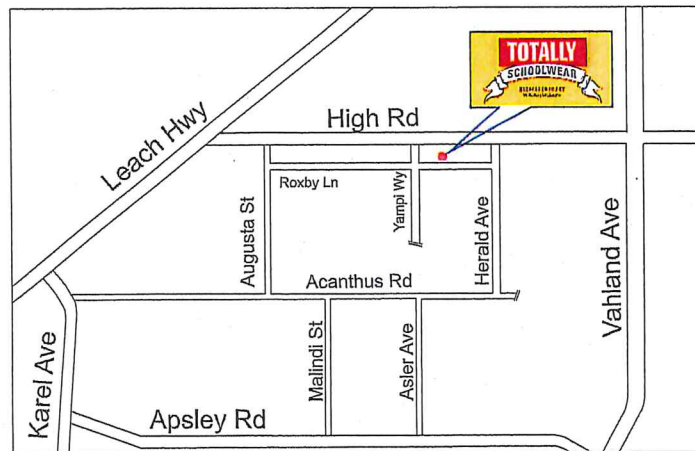 TOTALLY
SCHOOLWEAR
High Rd
Leach Hwy
Roxby Ln
Yampi Wy
Augusta St
Herald Ave
Acanthus Rd
Vahland Ave
Malindi St
Asler Ave
Karel Ave
Apsley Rd